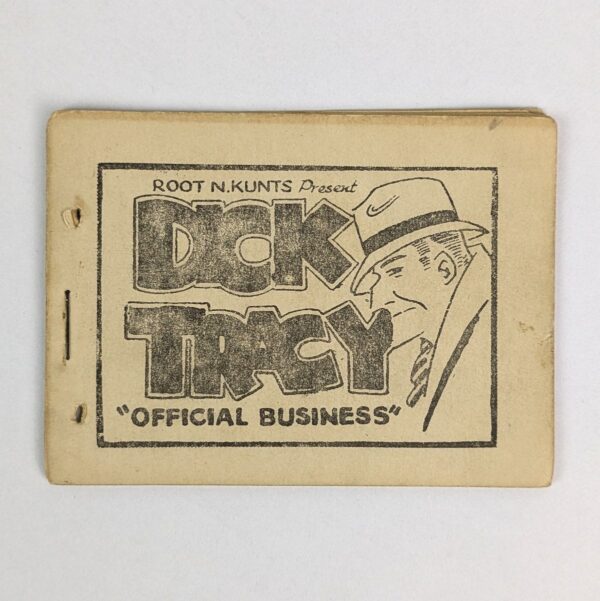 ROOT N.KUNTS Present
DICK
TRACY
"OFFICIAL BUSINESS"